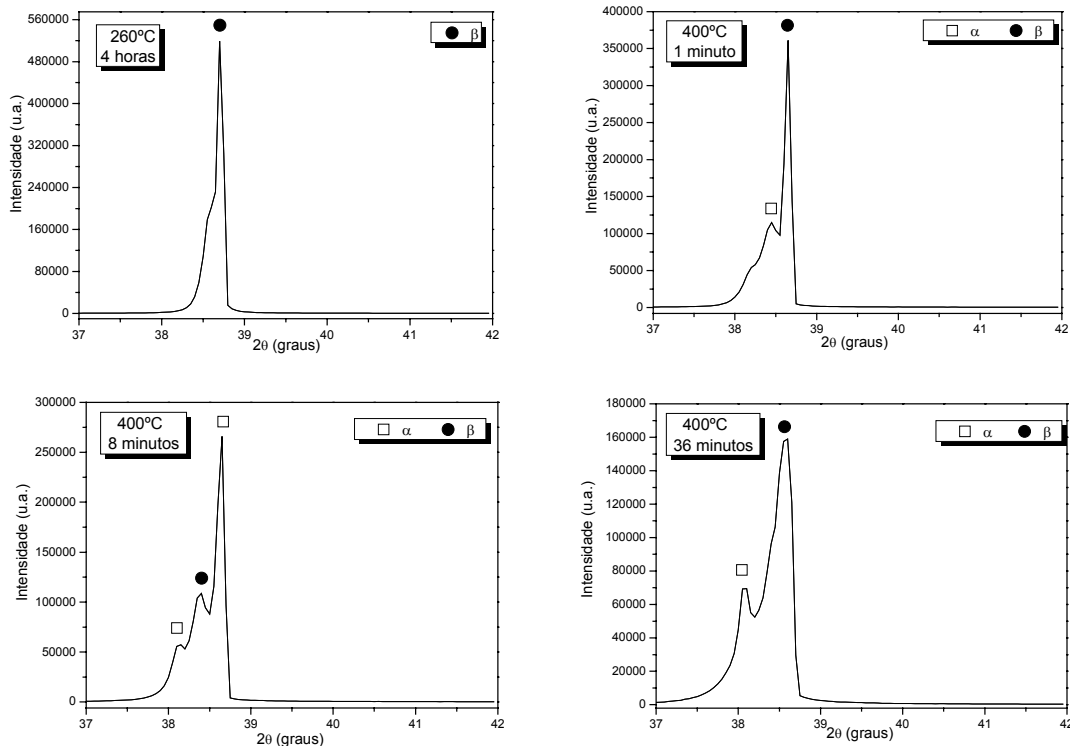 260ºC
4 horas
β
560000
480000
400000
320000
240000
160000
80000
0
Intensidade (u.a.)
37 38 39 40 41 42
2θ (graus)
400ºC
1 minuto
α β
400000
350000
300000
250000
200000
150000
100000
50000
0
Intensidade (u.a.)
37 38 39 40 41 42
2θ (graus)
400ºC
8 minutos
α β
300000
250000
200000
150000
100000
50000
0
Intensidade (u.a.)
37 38 39 40 41 42
2θ (graus)
400ºC
36 minutos
α β
180000
160000
140000
120000
100000
80000
60000
40000
20000
0
Intensidade (u.a.)
37 38 39 40 41 42
2θ (graus)